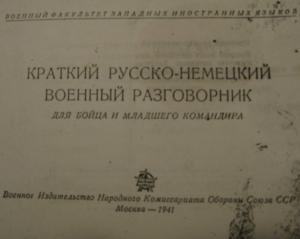 ВОЕННЫЙ ФАКУЛЬТЕТ ЗАПАДНЫХ ИНОСТРАННЫХ ЯЗЫКОВ
КРАТКИЙ РУССКО-НЕМЕЦКИЙ
ВОЕННЫЙ РАЗГОВОРНИК
ДЛЯ БОЙЦА И МЛАДШЕГО КОМАНДИРА
Военное Издательство Народного Комиссариата Обороны Союза ССР
Москва — 1941